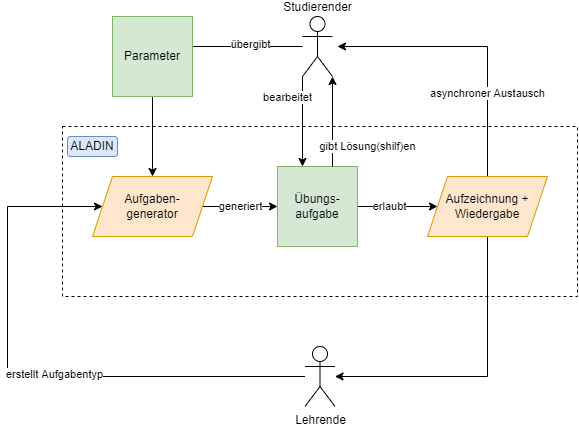 Studierender
Parameter
übergibt
bearbeitet
asynchroner Austausch
gibt Lösung(shilf)en
ALADIN
Aufgaben-
generator
generiert
Übungs-
aufgabe
erlaubt
Aufzeichnung +
Wiedergabe
erstellt Aufgabentyp
Lehrende